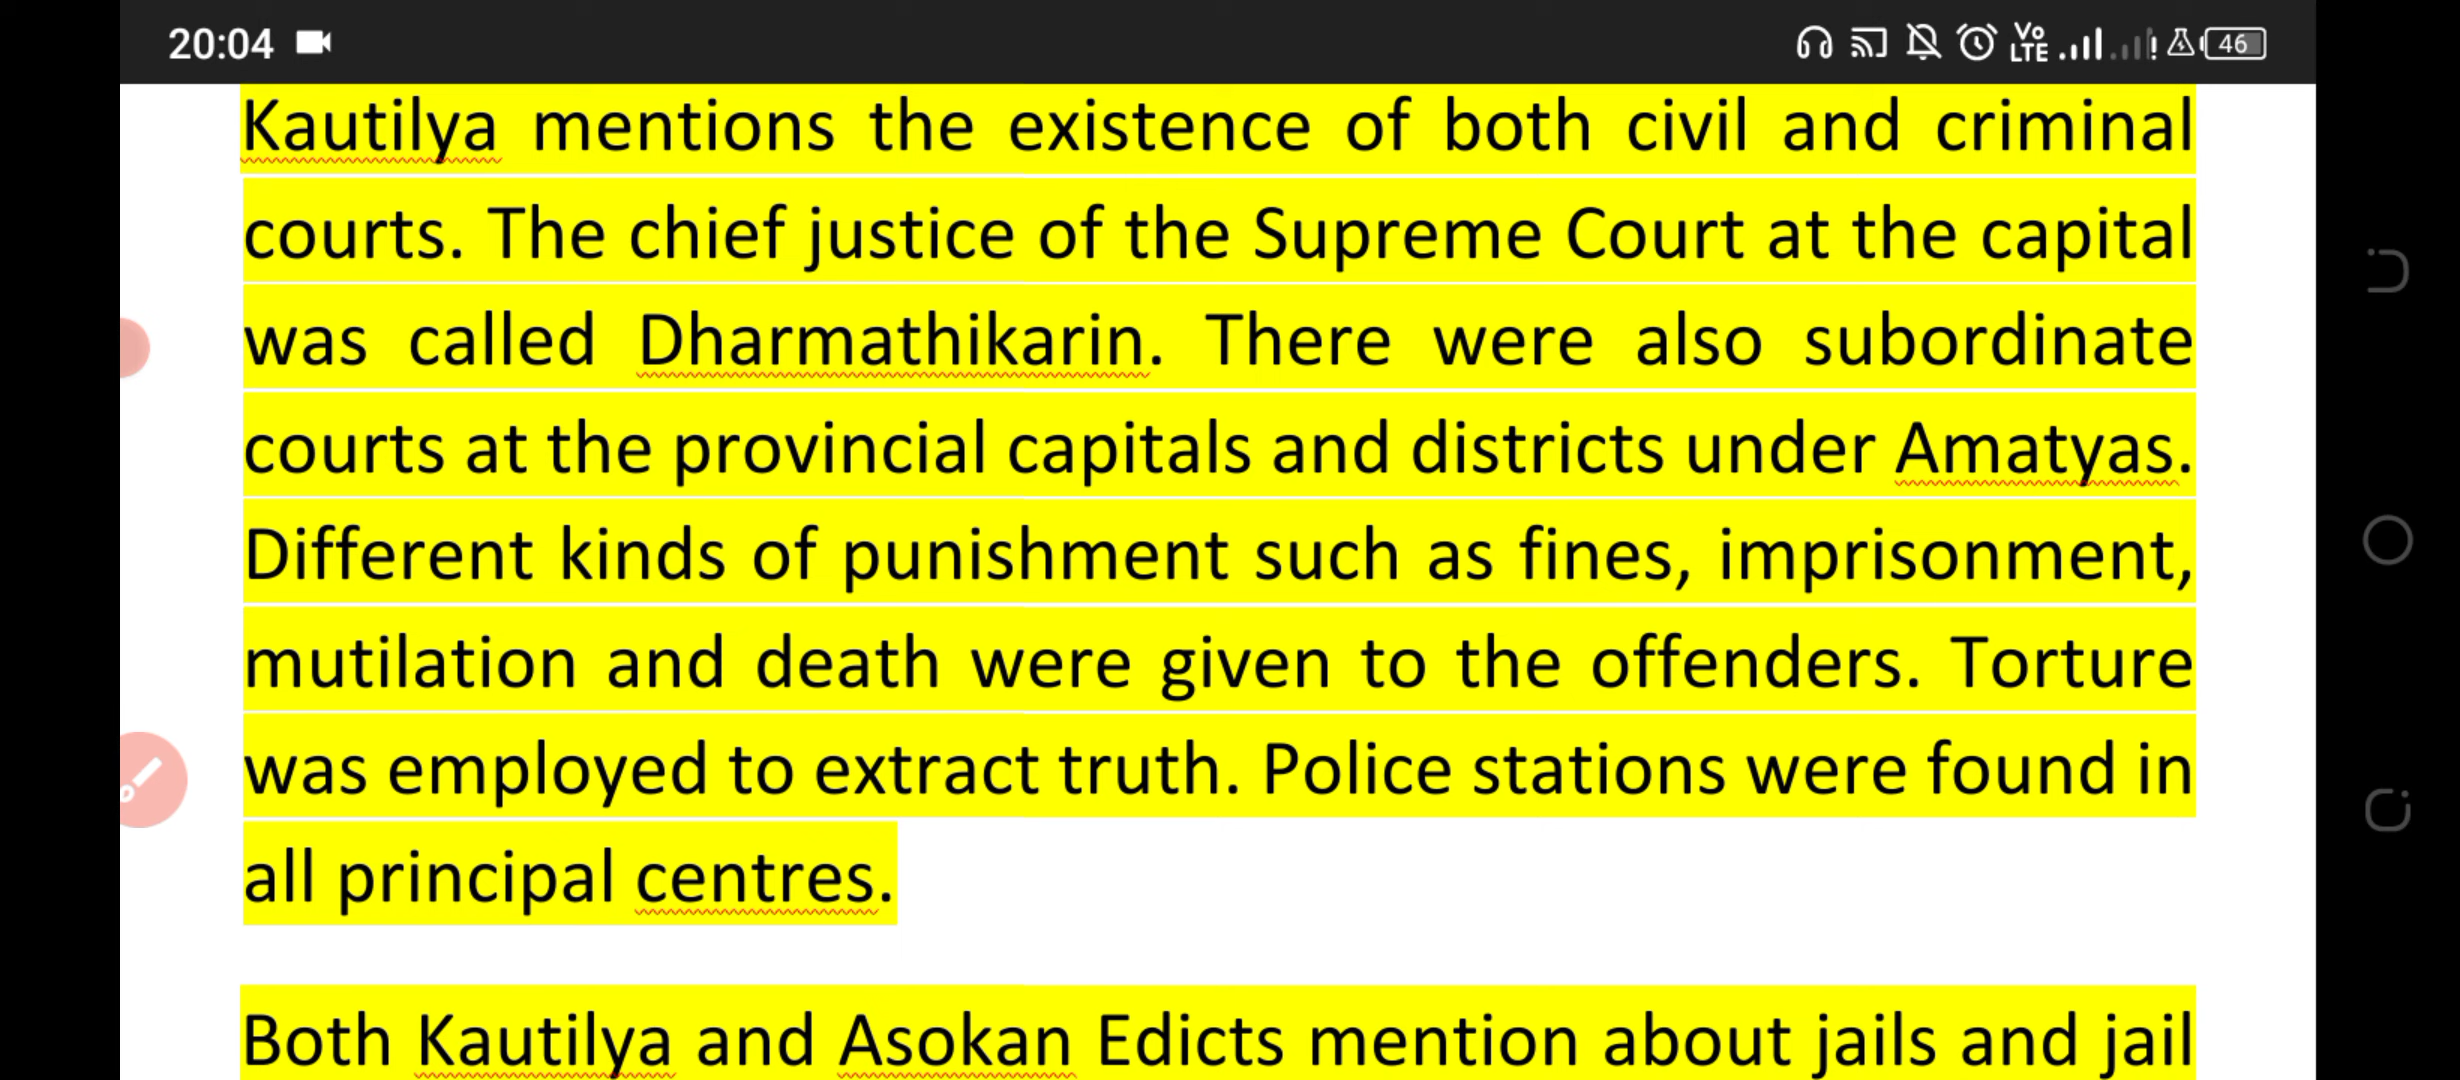 20:04
Vo LTE
46
Kautilya mentions the existence of both civil and criminal
courts. The chief justice of the Supreme Court at the capital
was called Dharmathikarin. There were also subordinate
courts at the provincial capitals and districts under Amatyas.
Different kinds of punishment such as fines, imprisonment,
mutilation and death were given to the offenders. Torture
was employed to extract truth. Police stations were found in
all principal centres.
Both Kautilya and Asokan Edicts mention about jails and jail